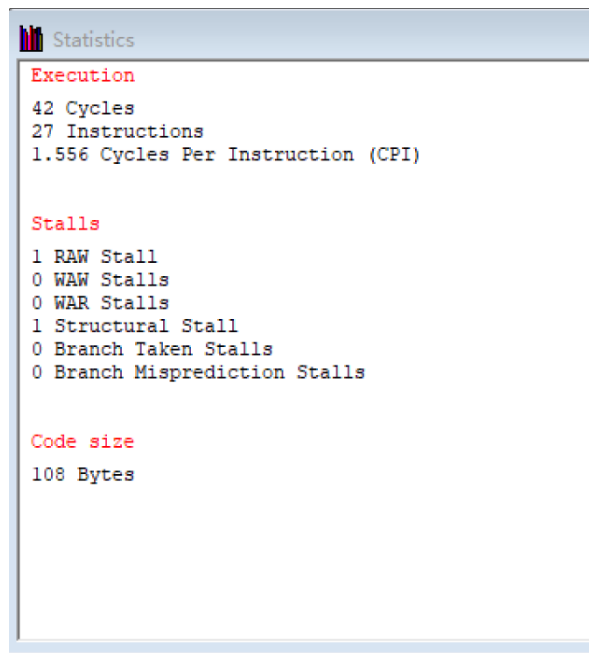 Statistics
Execution
42 Cycles
27 Instructions
1.556 Cycles Per Instruction (CPI)
Stalls
1 RAW Stall
0 WAW Stalls
0 WAR Stalls
1 Structural Stall
0 Branch Taken Stalls
0 Branch Misprediction Stalls
Code size
108 Bytes